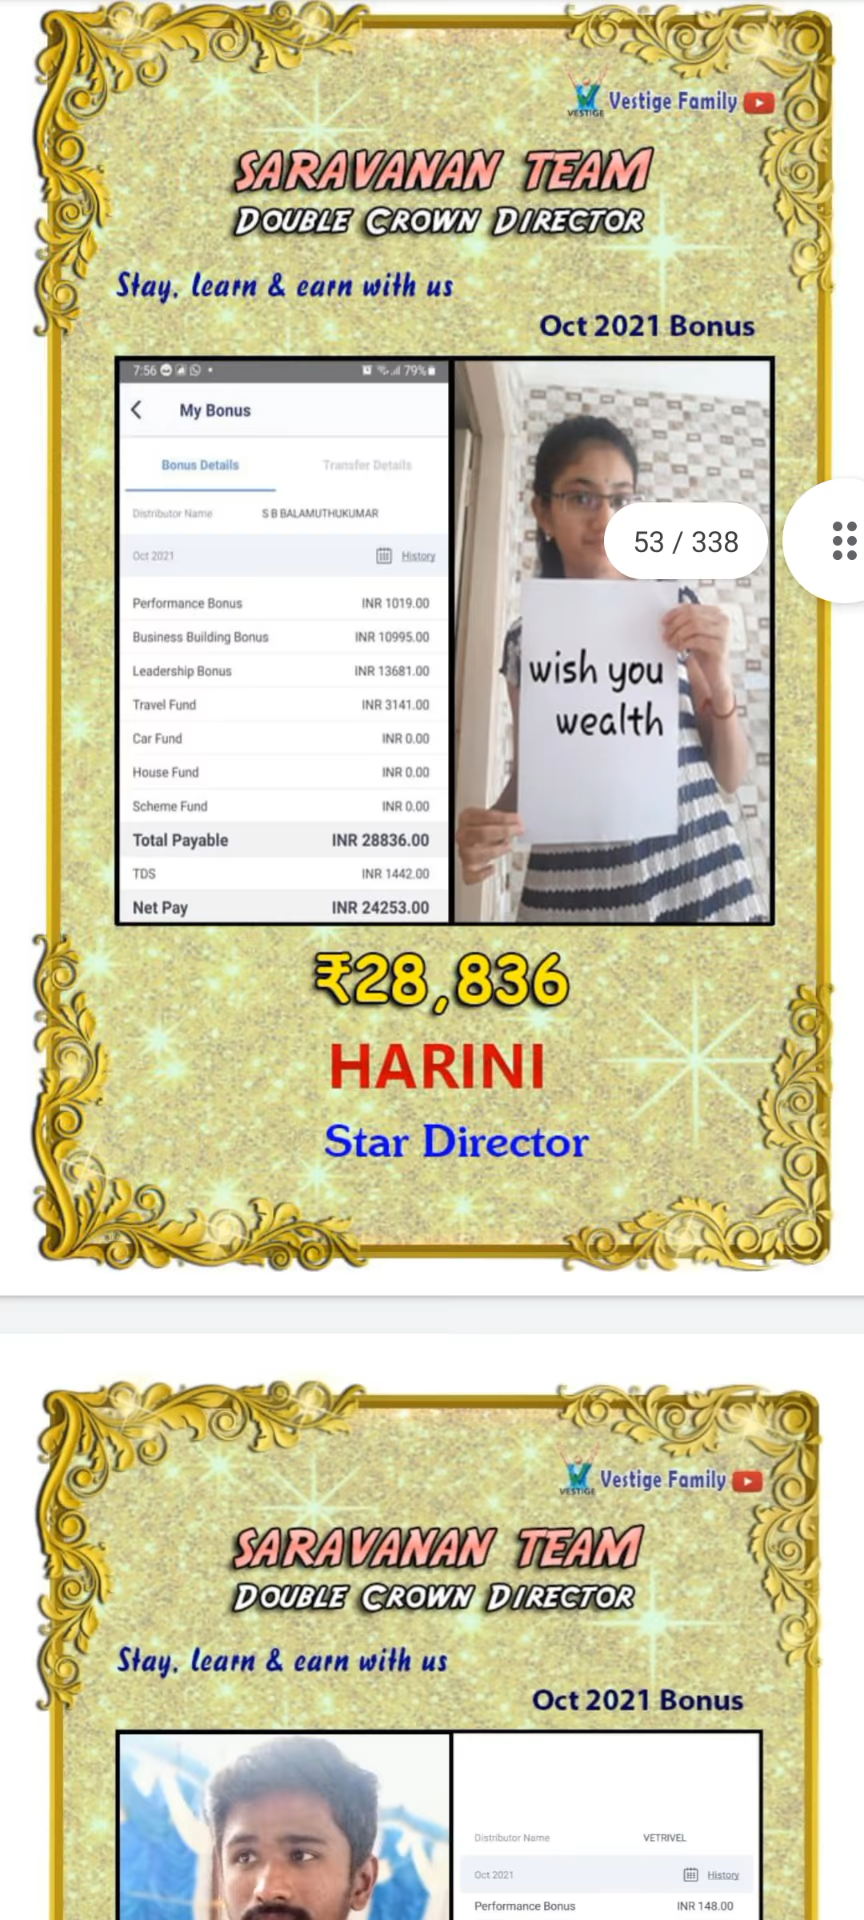 VESTIGE
Vestige Family
SARAVANAN TEAM
DOUBLE CROWN DIRECTOR
Stay, learn & earn with us
Oct 2021 Bonus
7:56
79%
My Bonus
Bonus Details Transfer Details
Distributor Name S B BALAMUTHUKUMAR
Oct 2021 History
Performance Bonus INR 1019.00
Business Building Bonus INR 10995.00
Leadership Bonus INR 13681.00
Travel Fund INR 3141.00
Car Fund INR 0.00
House Fund INR 0.00
Scheme Fund INR 0.00
Total Payable INR 28836.00
TDS INR 1442.00
Net Pay INR 24253.00
53 / 338
wish you
wealth
₹28,836
HARINI
Star Director
VESTIGE
Vestige Family
SARAVANAN TEAM
DOUBLE CROWN DIRECTOR
Stay, learn & earn with us
Oct 2021 Bonus
Distributor Name VETRIVEL
Oct 2021 History
Performance Bonus INR 148.00